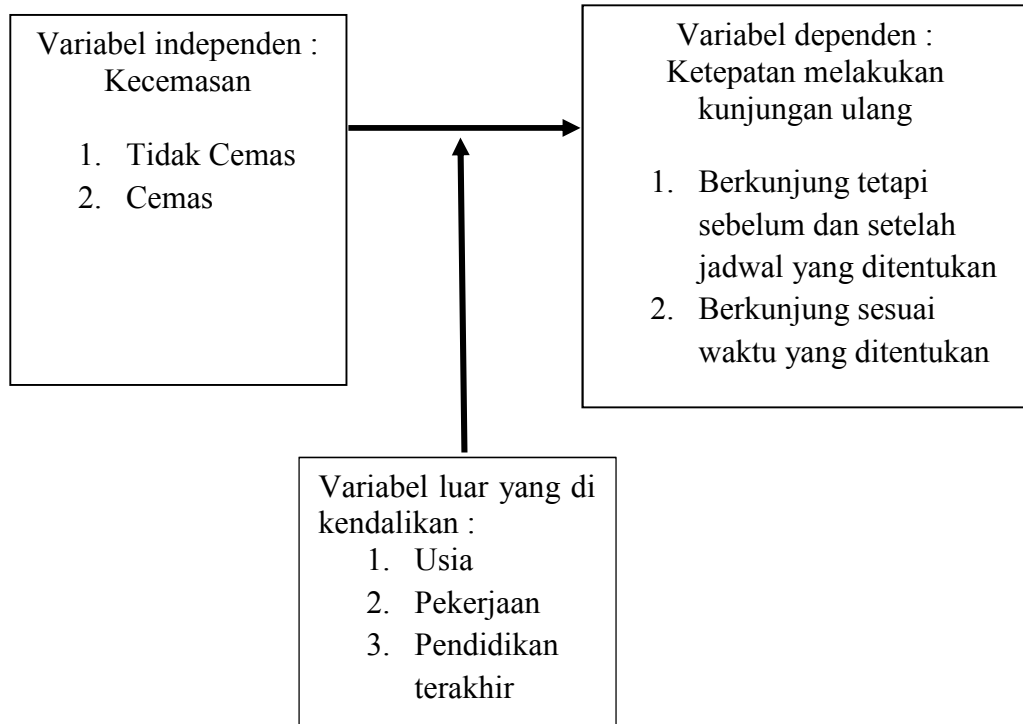 Variabel independen :
Kecemasan
1. Tidak Cemas
2. Cemas
Variabel dependen :
Ketepatan melakukan
kunjungan ulang
1. Berkunjung tetapi
sebelum dan setelah
jadwal yang ditentukan
2. Berkunjung sesuai
waktu yang ditentukan
Variabel luar yang di
kendalikan :
1. Usia
2. Pekerjaan
3. Pendidikan
terakhir